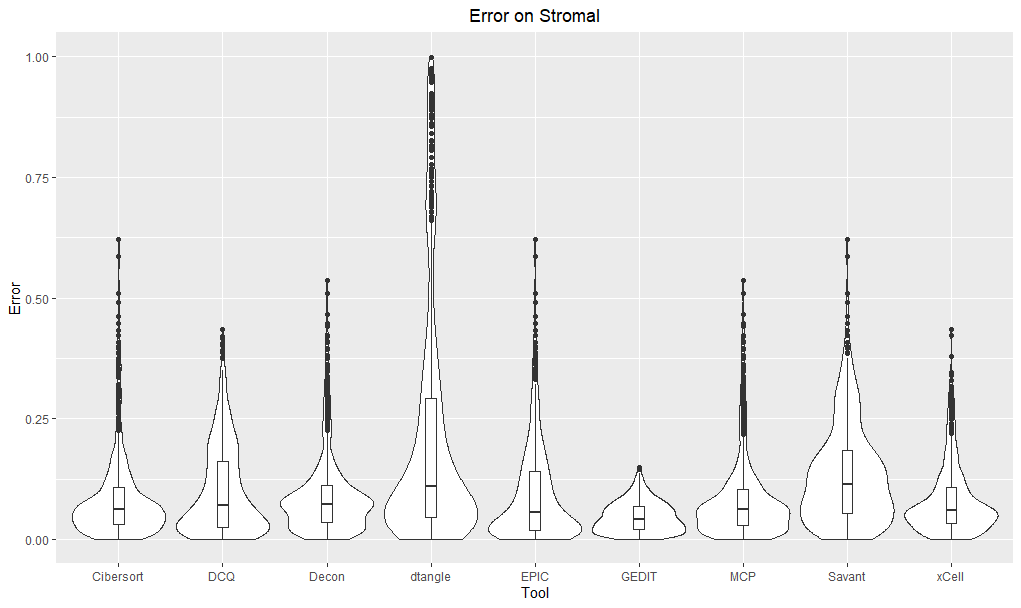 Error on Stromal
Error
1.00
0.75
0.50
0.25
0.00
Cibersort DCQ Decon dtangle EPIC GEDIT MCP Savant xCell
Tool